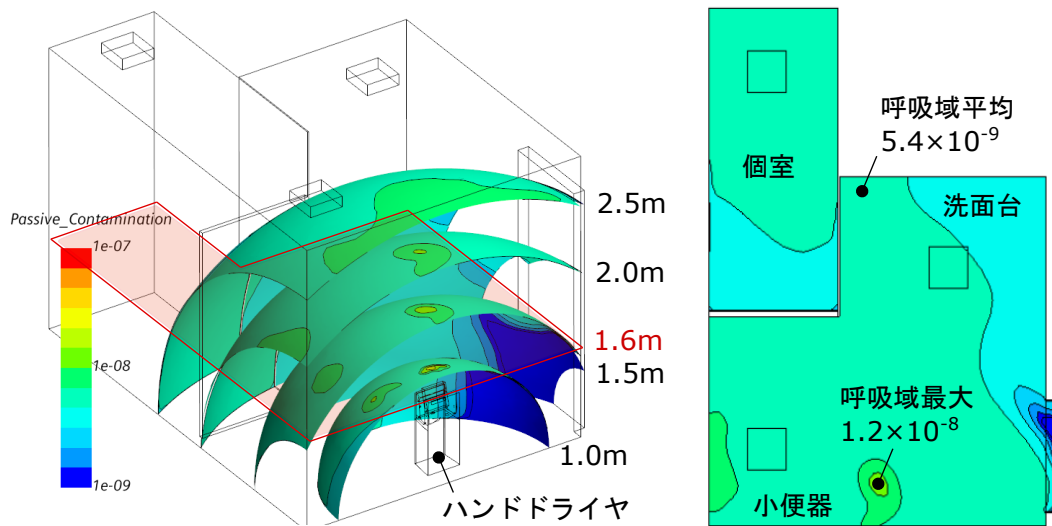 Passive_Contamination
1e-07
1e-08
1e-09
2.5m
2.0m
1.6m
1.5m
1.0m
ハンドドライヤ
個室
呼吸域平均
5.4×10-9
洗面台
呼吸域最大
1.2×10-8
小便器